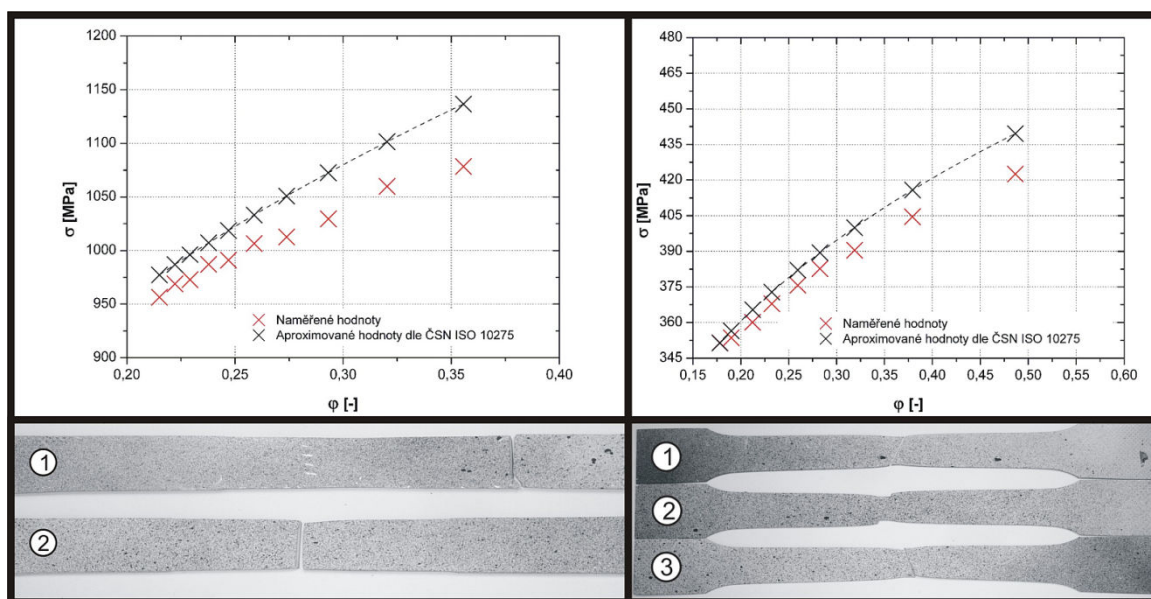 1200
1150
1100
1050
1000
950
900
σ [MPa]
Naměřené hodnoty
Aproximované hodnoty dle ČSN ISO 10275
0,20 0,25 0,30 0,35 0,40
φ [-]
480
465
450
435
420
405
390
375
360
345
σ [MPa]
Naměřené hodnoty
Aproximované hodnoty dle ČSN ISO 10275
0,15 0,20 0,25 0,30 0,35 0,40 0,45 0,50 0,55 0,60
φ [-]
1
2
1
2
3